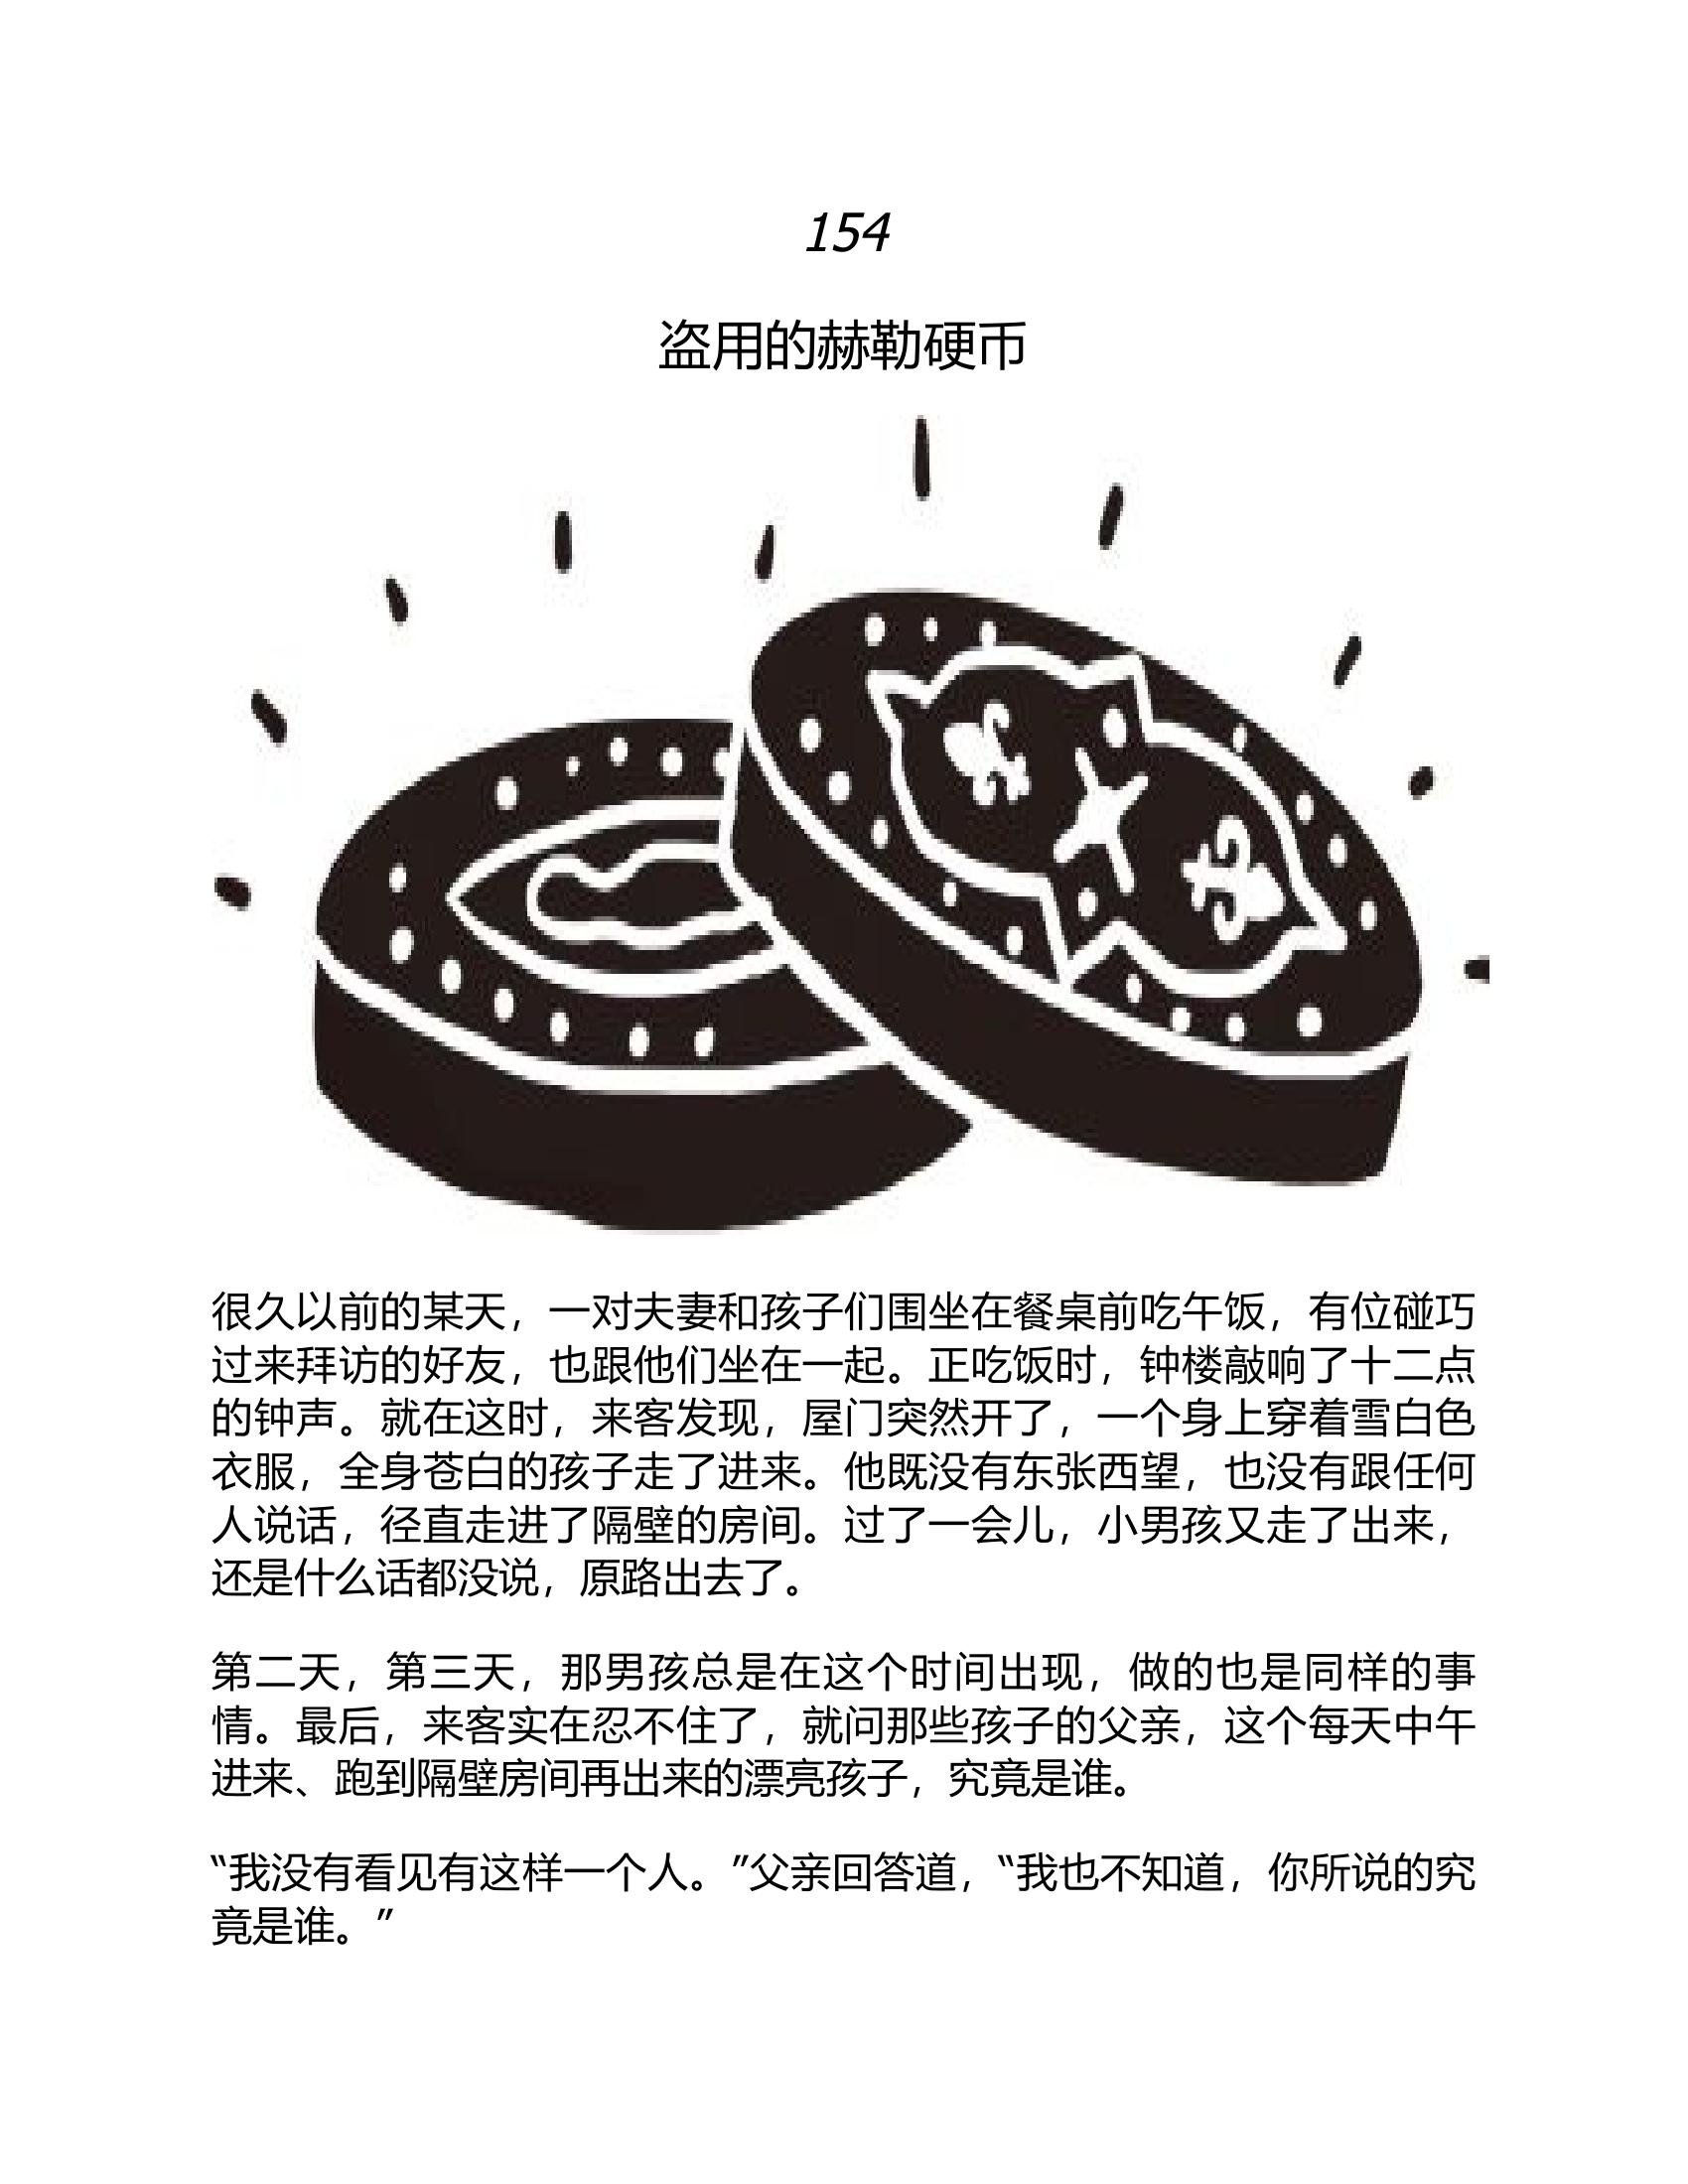 154
盗用的赫勒硬币
很久以前的某天，一对夫妻和孩子们围坐在餐桌前吃午饭，有位碰巧
过来拜访的好友，也跟他们坐在一起。正吃饭时，钟楼敲响了十二点
的钟声。就在这时，来客发现，屋门突然开了，一个身上穿着雪白色
衣服，全身苍白的孩子走了进来。他既没有东张西望，也没有跟任何
人说话，径直走进了隔壁的房间。过了一会儿，小男孩又走了出来，
还是什么话都没说，原路出去了。
第二天，第三天，那男孩总是在这个时间出现，做的也是同样的事
情。最后，来客实在忍不住了，就问那些孩子的父亲，这个每天中午
进来、跑到隔壁房间再出来的漂亮孩子，究竟是谁。
“我没有看见有这样一个人。”父亲回答道，“我也不知道，你所说的究
竟是谁。”